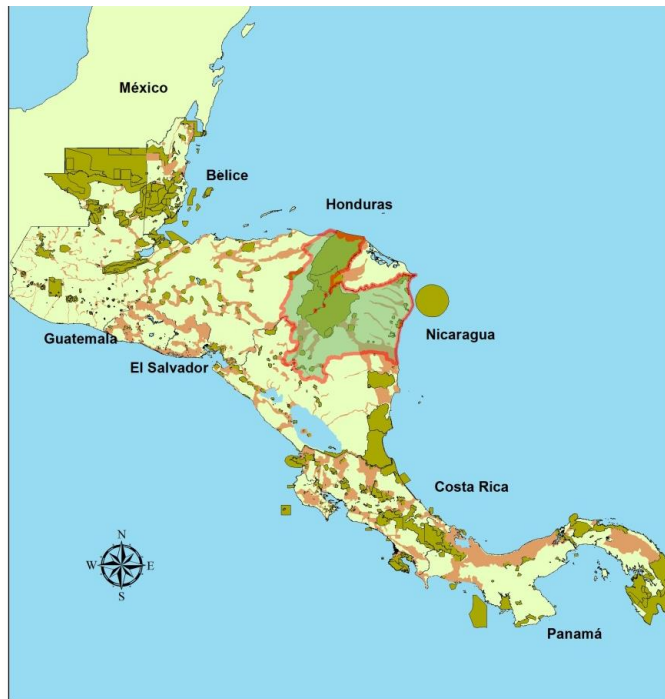 México
Belice
Honduras
Guatemala
Nicaragua
El Salvador
Costa Rica
N
W E
S
Panamá